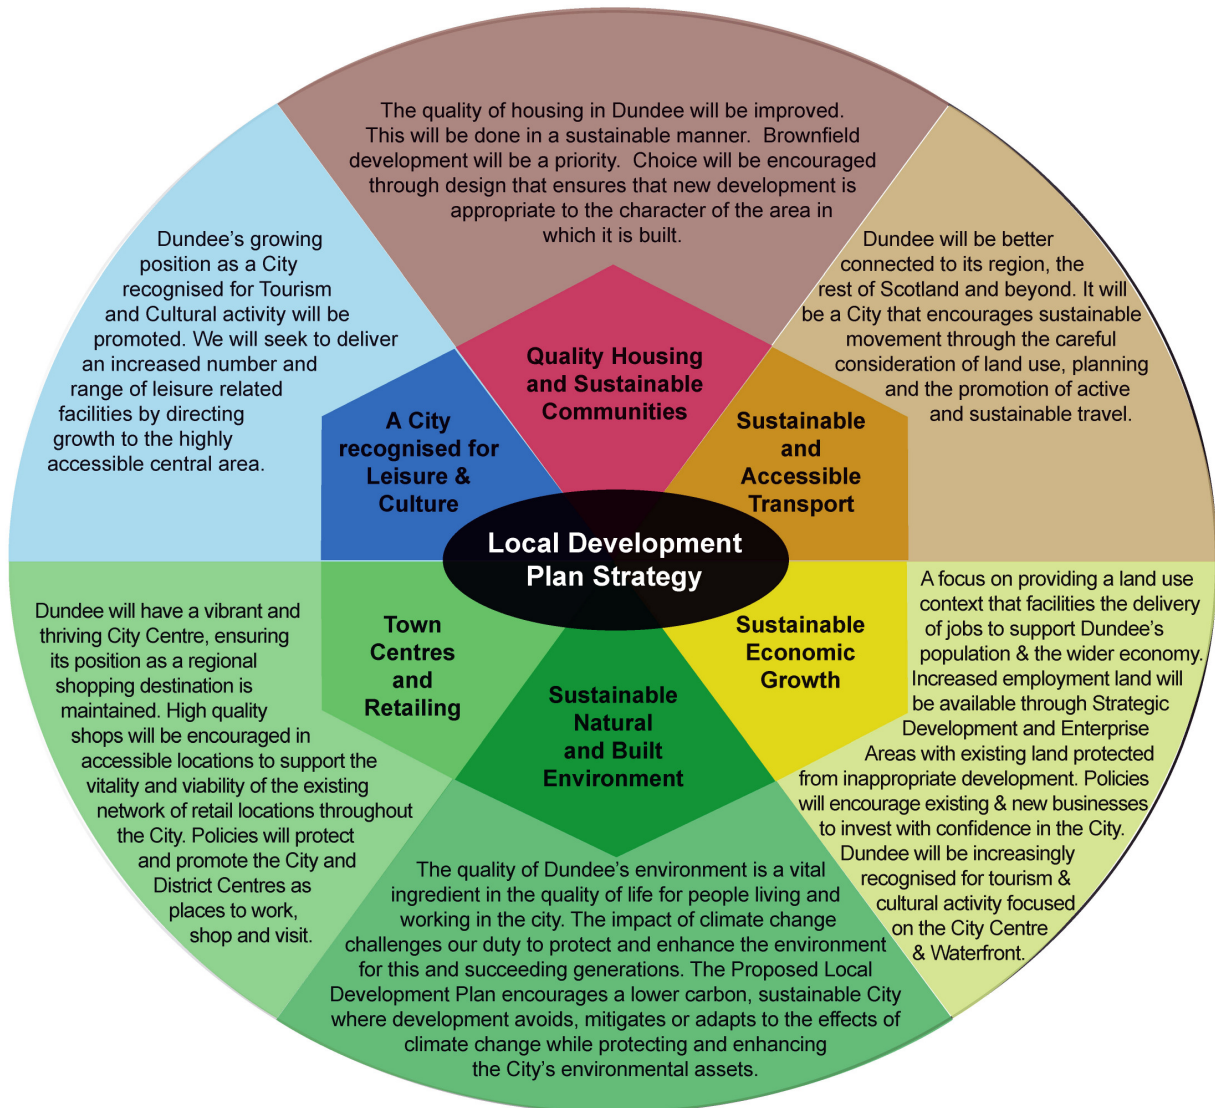 The quality of housing in Dundee will be improved.
This will be done in a sustainable manner.  Brownfield
development will be a priority.  Choice will be encouraged
through design that ensures that new development is
appropriate to the character of the area in
which it is built.
Quality Housing
and Sustainable
Communities
Dundee will be better
connected to its region, the
rest of Scotland and beyond. It will
be a City that encourages sustainable
movement through the careful
consideration of land use, planning
and the promotion of active
and sustainable travel.
Sustainable
and
Accessible
Transport
A focus on providing a land use
context that facilities the delivery
of jobs to support Dundee's
population & the wider economy.
Increased employment land will
be available through Strategic
Development and Enterprise
Areas with existing land protected
from inappropriate development. Policies
will encourage existing & new businesses
to invest with confidence in the City.
Dundee will be increasingly
recognised for tourism &
cultural activity focused
on the City Centre
& Waterfront.
Sustainable
Economic
Growth
Sustainable
Natural
and Built
Environment
The quality of Dundee's environment is a vital
ingredient in the quality of life for people living and
working in the city. The impact of climate change
challenges our duty to protect and enhance the environment
for this and succeeding generations. The Proposed Local
Development Plan encourages a lower carbon, sustainable City
where development avoids, mitigates or adapts to the effects of
climate change while protecting and enhancing
the City's environmental assets.
Town
Centres
and
Retailing
Dundee will have a vibrant and
thriving City Centre, ensuring
its position as a regional
shopping destination is
maintained. High quality
shops will be encouraged in
accessible locations to support the
vitality and viability of the existing
network of retail locations throughout
the City. Policies will protect
and promote the City and
District Centres as
places to work,
shop and visit.
A City
recognised for
Leisure &
Culture
Dundee's growing
position as a City
recognised for Tourism
and Cultural activity will be
promoted. We will seek to deliver
an increased number and
range of leisure related
facilities by directing
growth to the highly
accessible central area.
Local Development
Plan Strategy